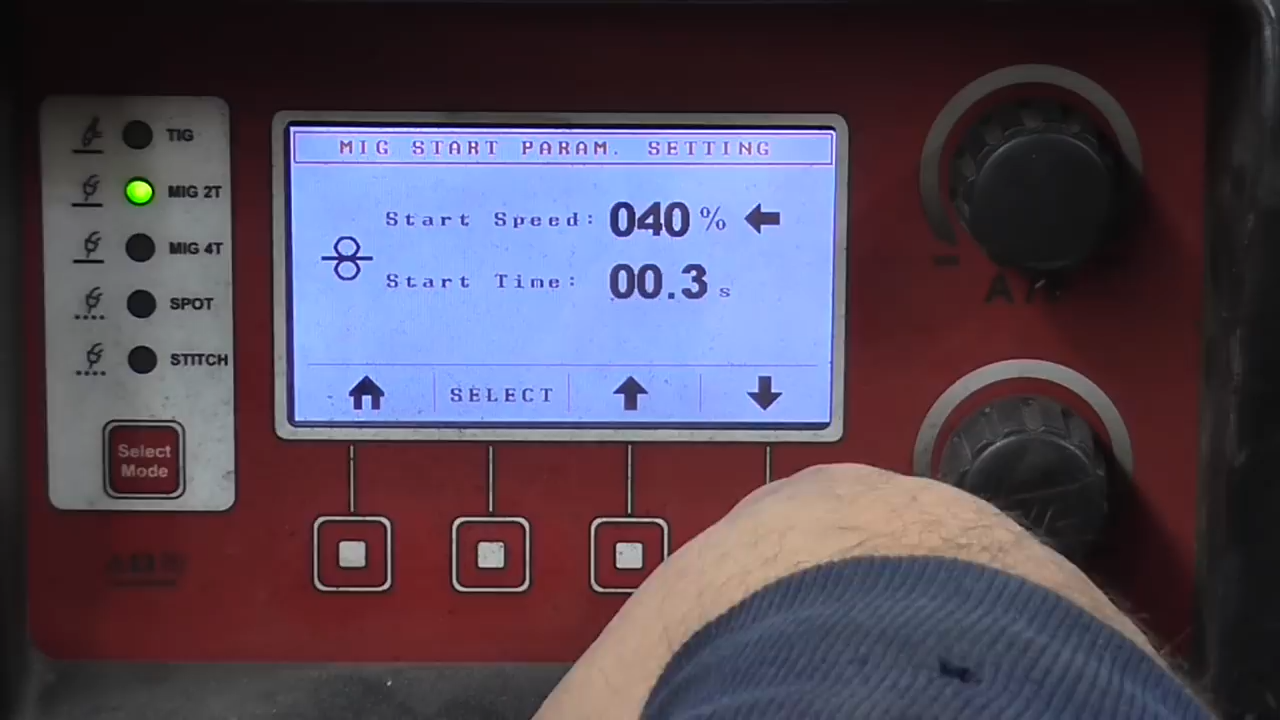 TIG
MIG 2T
MIG 4T
SPOT
STITCH
Select
Mode
MIG START PARAM. SETTING
Start Speed: 040 %
Start Time: 00.3 s
SELECT